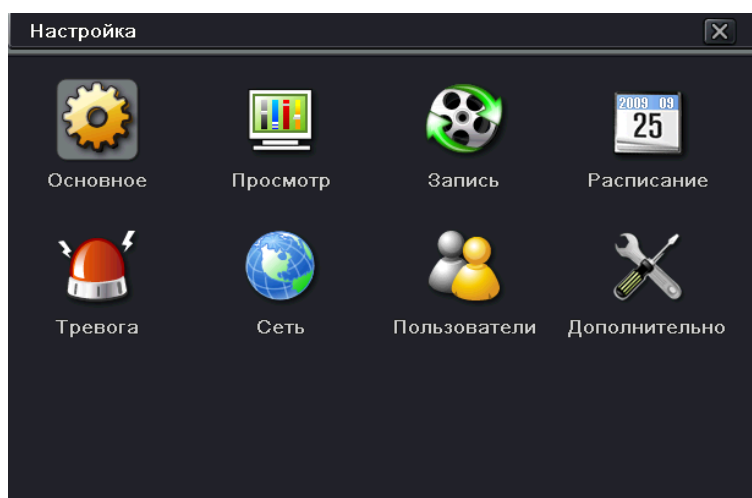 Настройка
2009 09
25
Основное Просмотр Запись Расписание
Тревога Сеть Пользователи Дополнительно